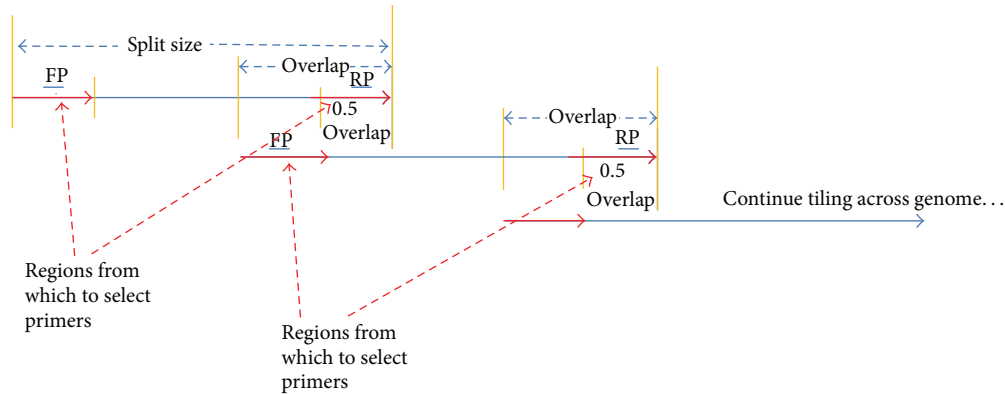 Split size
FP
Overlap
RP
0.5
Overlap
FP
Overlap
RP
0.5
Overlap
Continue tiling across genome...
Regions from
which to select
primers
Regions from
which to select
primers